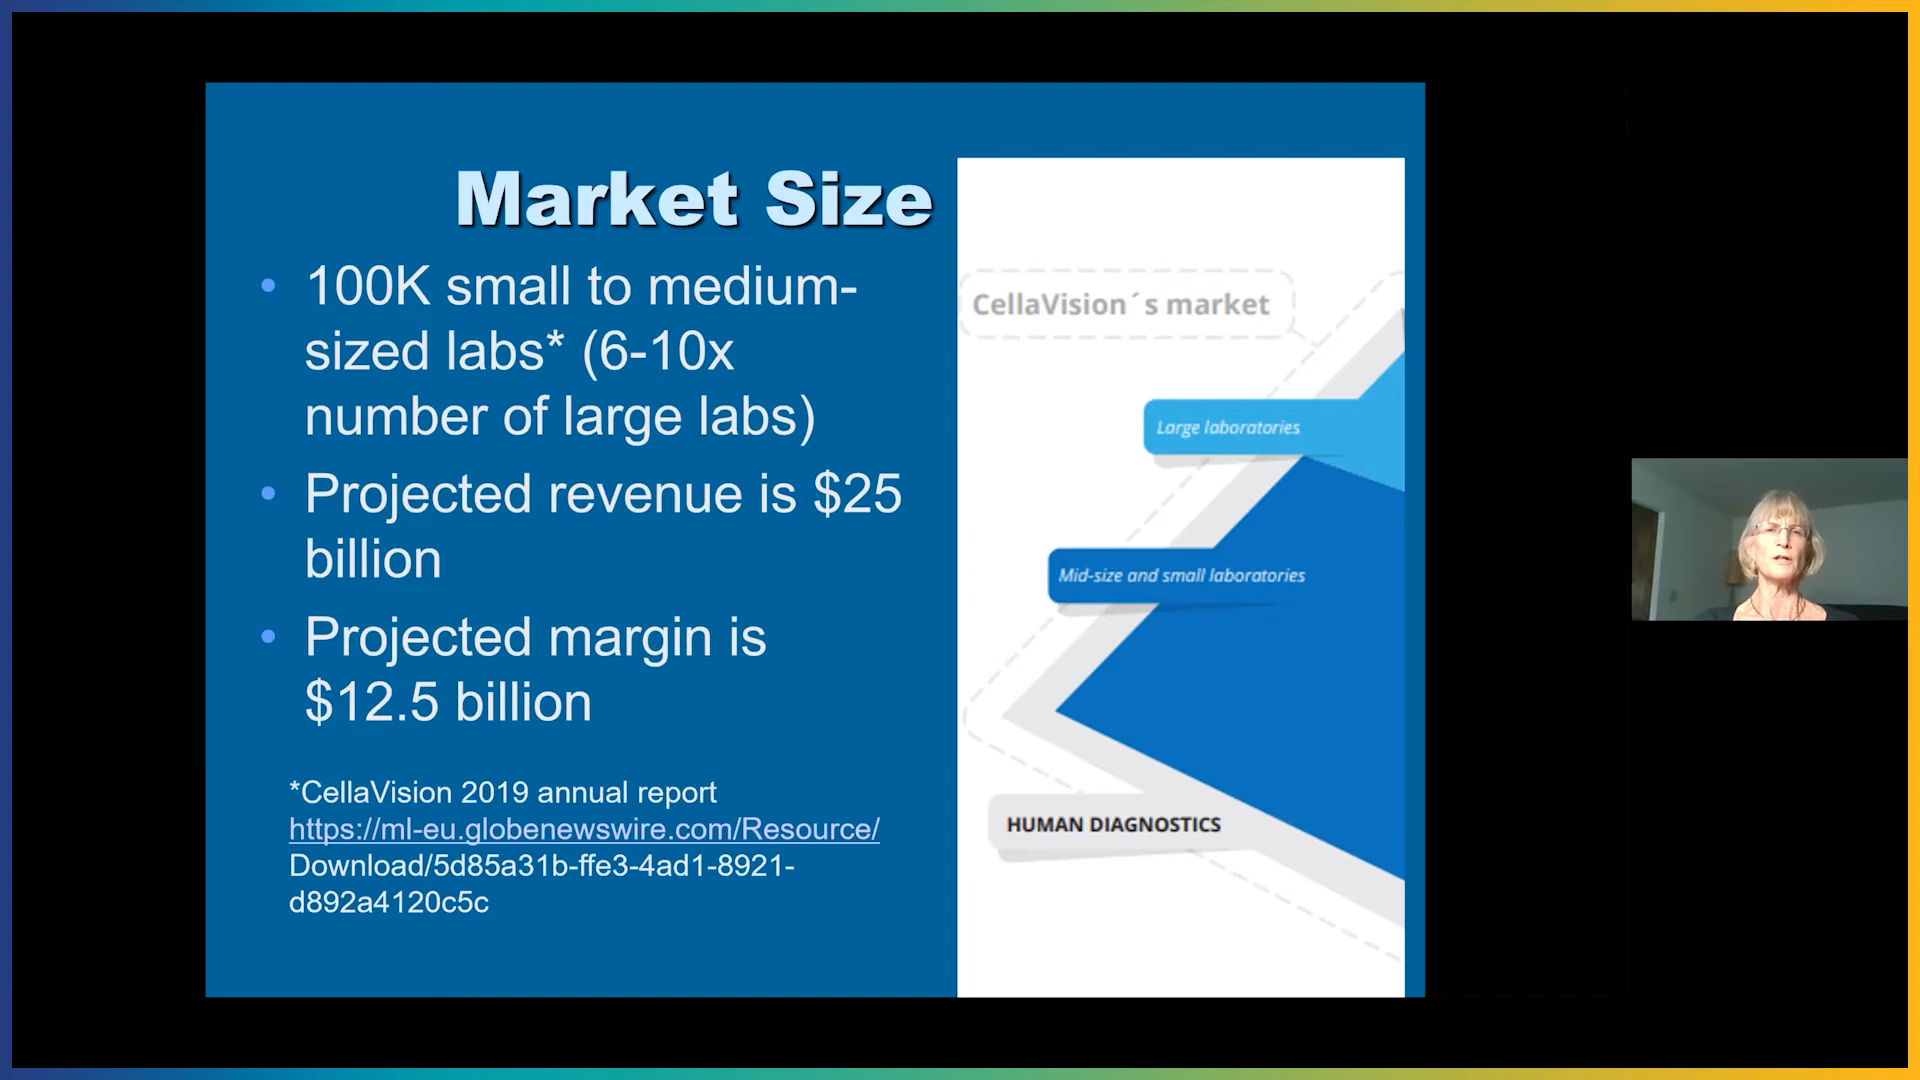 Market Size
• 100K small to medium-
sized labs* (6-10x
number of large labs)
• Projected revenue is $25
billion
• Projected margin is
$12.5 billion
*CellaVision 2019 annual report
https://ml-eu.globenewswire.com/Resource/
Download/5d85a31b-ffe3-4ad1-8921-
d892a4120c5c
CellaVision´s market
Large laboratories
Mid-size and small laboratories
HUMAN DIAGNOSTICS